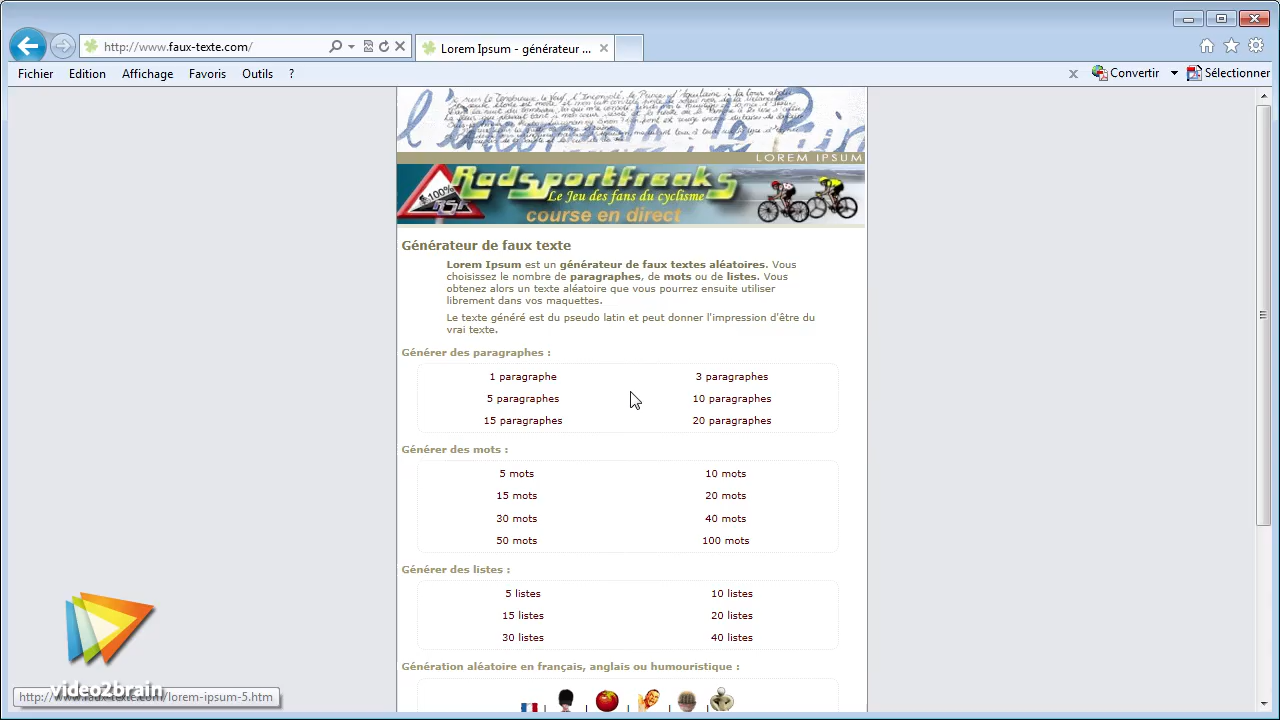 http://www.faux-texte.com/
Lorem Ipsum - générateur ...
Fichier Edition Affichage Favoris Outils ?
x Convertir Sélectionner
LOREM IPSUM
Radsportfreaks
100%
RSF
Le Jeu des fans du cyclisme
course en direct
Générateur de faux texte
Lorem Ipsum est un générateur de faux textes aléatoires. Vous
choisissez le nombre de paragraphes, de mots ou de listes. Vous
obtenez alors un texte aléatoire que vous pourrez ensuite utiliser
librement dans vos maquettes.
Le texte généré est du pseudo latin et peut donner l'impression d'être du
vrai texte.
Générer des paragraphes :
1 paragraphe 3 paragraphes
5 paragraphes 10 paragraphes
15 paragraphes 20 paragraphes
Générer des mots :
5 mots 10 mots
15 mots 20 mots
30 mots 40 mots
50 mots 100 mots
Générer des listes :
5 listes 10 listes
15 listes 20 listes
30 listes 40 listes
Génération aléatoire en français, anglais ou humouristique :
video2brain
http://www.faux-texte.com/lorem-ipsum-5.htm